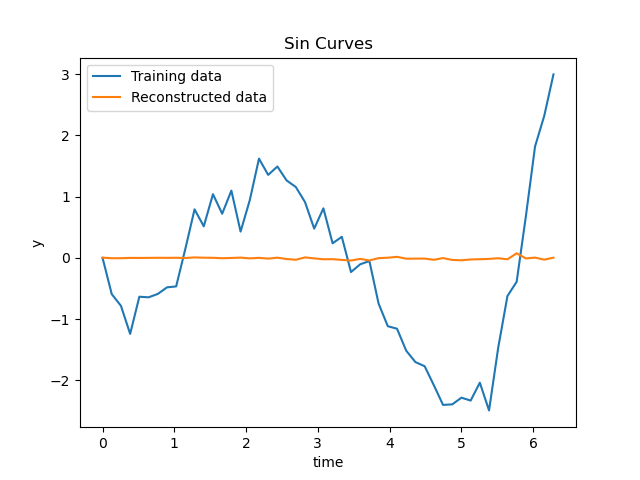 Sin Curves
Training data
Reconstructed data
3
2
1
0
−1
−2
y
0 1 2 3 4 5 6
time